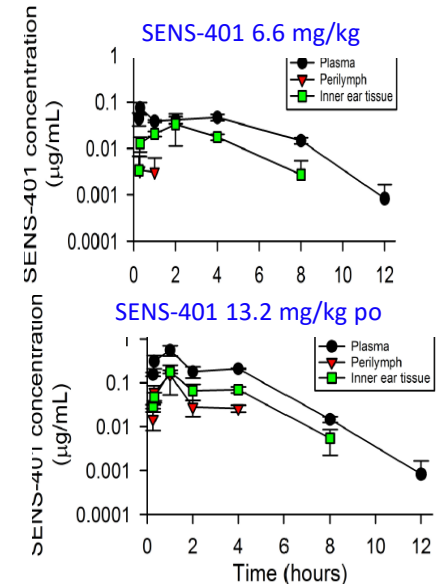 SENS-401 6.6 mg/kg
SENS-401 concentration
(µg/mL)
1
0.1
0.01
0.001
0.0001
Plasma
Perilymph
Inner ear tissue
0 2 4 6 8 10 12
SENS-401 13.2 mg/kg po
SENS-401 concentration
(µg/mL)
1
0.1
0.01
0.001
0.0001
Plasma
Perilymph
Inner ear tissue
0 2 4 6 8 10 12
Time (hours)